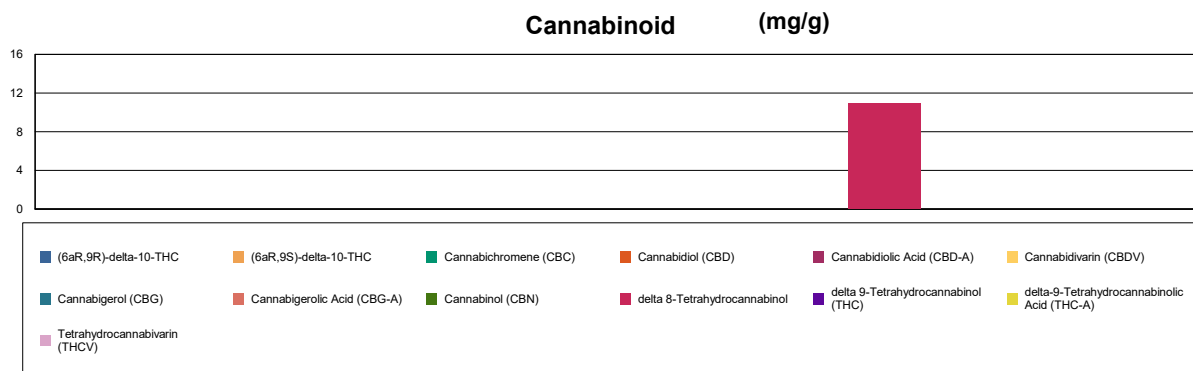 Cannabinoid (mg/g)
16
12
8
4
0
(6aR,9R)-delta-10-THC
(6aR,9S)-delta-10-THC
Cannabichromene (CBC)
Cannabidiol (CBD)
Cannabidiolic Acid (CBD-A)
Cannabidivarin (CBDV)
Cannabigerol (CBG)
Cannabigerolic Acid (CBG-A)
Cannabinol (CBN)
delta 8-Tetrahydrocannabinol
delta 9-Tetrahydrocannabinol
(THC)
delta-9-Tetrahydrocannabinolic
Acid (THC-A)
Tetrahydrocannabivarin
(THCV)